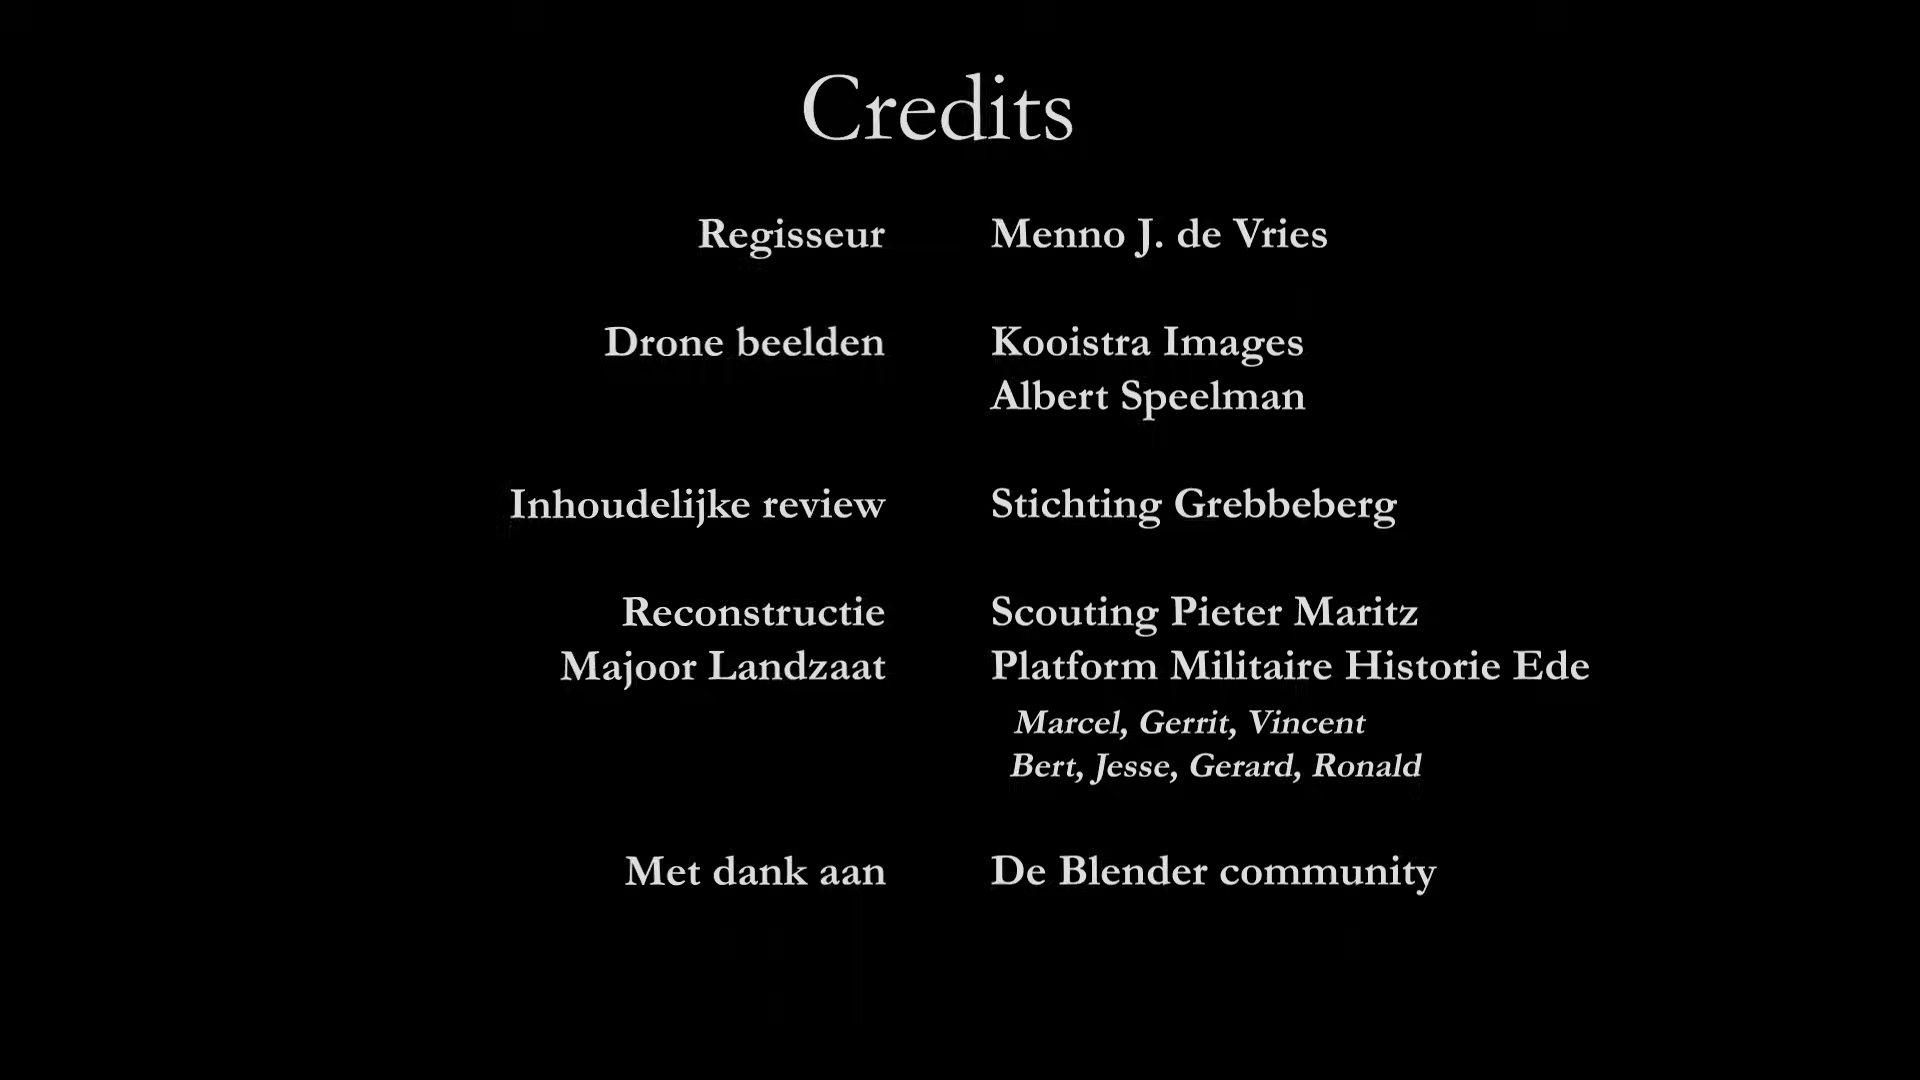 Credits
Regisseur Menno J. de Vries
Drone beelden Kooistra Images
Albert Speelman
Inhoudelijke review Stichting Grebbeberg
Reconstructie Scouting Pieter Maritz
Majoor Landzaat Platform Militaire Historie Ede
Marcel, Gerrit, Vincent
Bert, Jesse, Gerard, Ronald
Met dank aan De Blender community